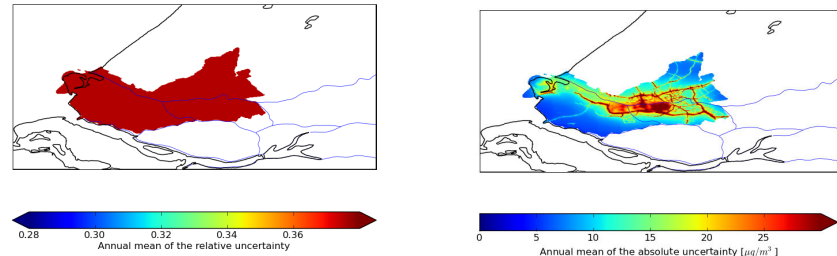 0.28 0.30 0.32 0.34 0.36
Annual mean of the relative uncertainty
0 5 10 15 20 25
Annual mean of the absolute uncertainty [μg/m³]